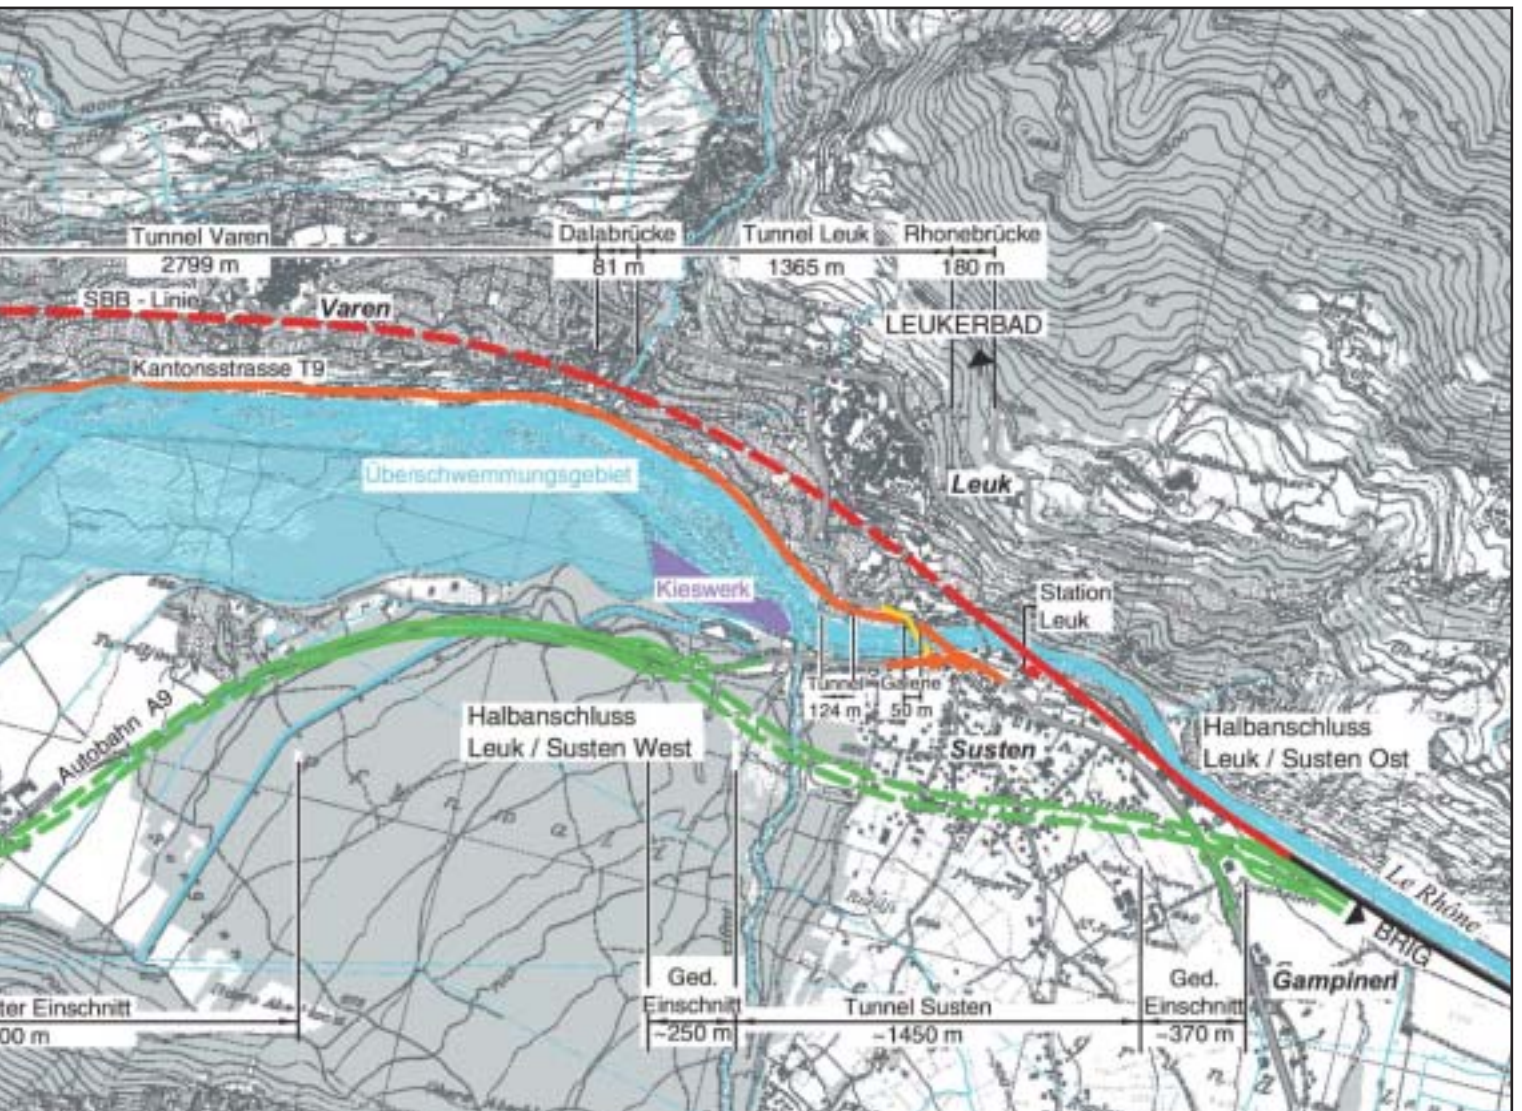 Tunnel Varen
2799 m
Dalabrücke
81 m
Tunnel Leuk
1365 m
Rhonebrücke
180 m
SBB - Linie
Varen
LEUKERBAD
Kantonsstrasse T9
Überschwemmungsgebiet
Leuk
Kieswerk
Station
Leuk
Tunnel
124 m
Galerie
50 m
Autobahn A9
Halbanschluss
Leuk / Susten West
Susten
Halbanschluss
Leuk / Susten Ost
Le Rhône
BRIG
Gampineri
ter Einschnitt
00 m
Ged.
Einschnitt
~250 m
Tunnel Susten
~1450 m
Ged.
Einschnitt
~370 m